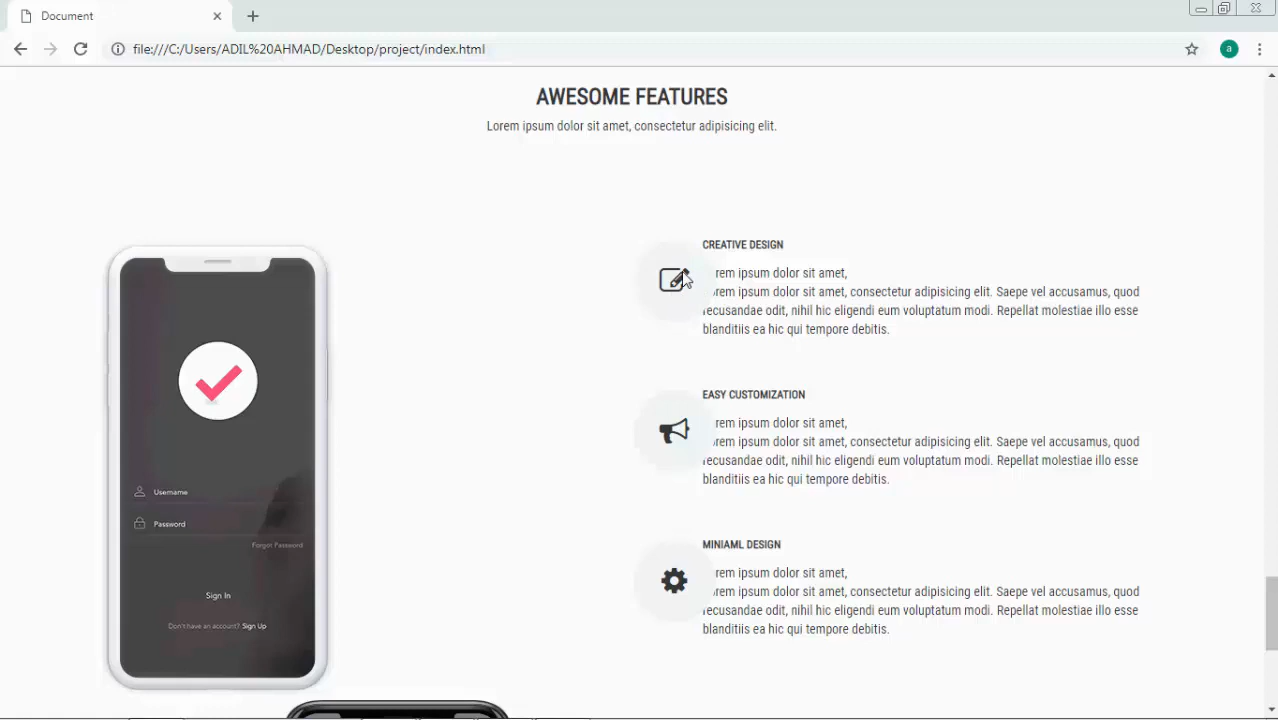 Document
file:///C:/Users/ADIL%20AHMAD/Desktop/project/index.html
a
AWESOME FEATURES
Lorem ipsum dolor sit amet, consectetur adipisicing elit.
CREATIVE DESIGN
rem ipsum dolor sit amet,
rem ipsum dolor sit amet, consectetur adipisicing elit. Saepe vel accusamus, quod
recusandae odit, nihil hic eligendi eum voluptatum modi. Repellat molestiae illo esse
blanditiis ea hic qui tempore debitis.
EASY CUSTOMIZATION
rem ipsum dolor sit amet,
rem ipsum dolor sit amet, consectetur adipisicing elit. Saepe vel accusamus, quod
recusandae odit, nihil hic eligendi eum voluptatum modi. Repellat molestiae illo esse
blanditiis ea hic qui tempore debitis.
MINIAML DESIGN
rem ipsum dolor sit amet,
rem ipsum dolor sit amet, consectetur adipisicing elit. Saepe vel accusamus, quod
recusandae odit, nihil hic eligendi eum voluptatum modi. Repellat molestiae illo esse
blanditiis ea hic qui tempore debitis.
Username
Password
Forgot Password
Sign In
Don't have an account? Sign Up